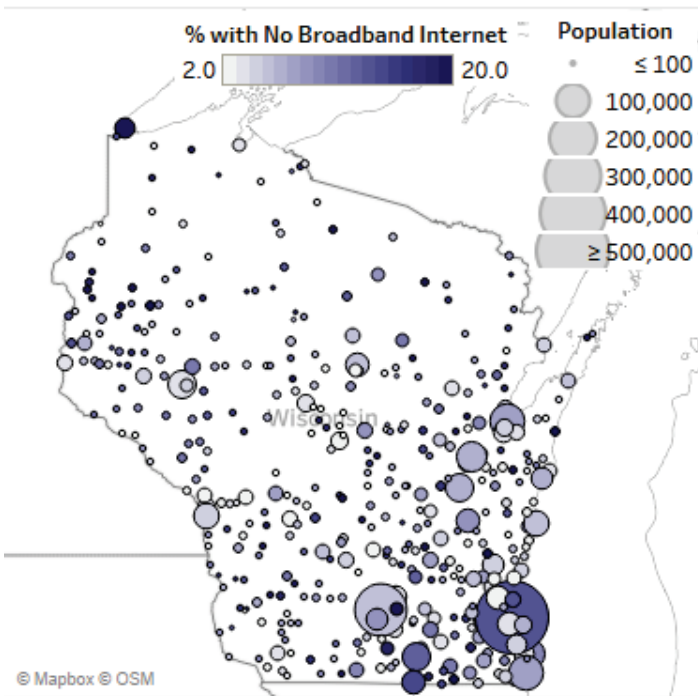 % with No Broadband Internet
2.0 20.0
Population
≤ 100
100,000
200,000
300,000
400,000
≥ 500,000
Wisconsin
© Mapbox © OSM